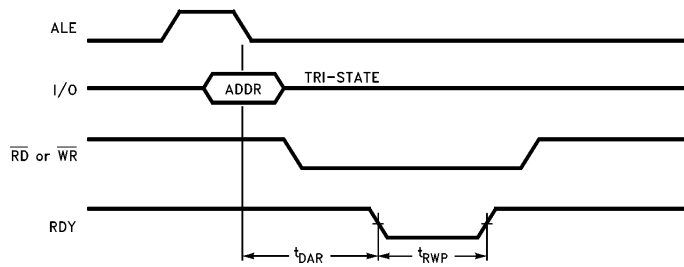 ALE
I/O
ADDR
TRI-STATE
RD or WR
RDY
tDAR
tRWP